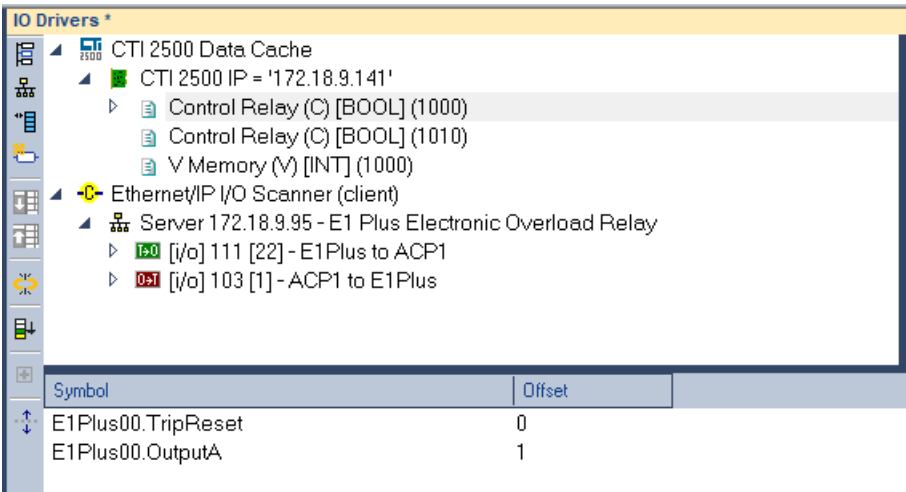 IO Drivers *
CTI 2500 Data Cache
CTI 2500 IP = '172.18.9.141'
Control Relay (C) [BOOL] (1000)
Control Relay (C) [BOOL] (1010)
V Memory (V) [INT] (1000)
Ethernet/IP I/O Scanner (client)
Server 172.18.9.95 - E1 Plus Electronic Overload Relay
T>O [i/o] 111 [22] - E1Plus to ACP1
O>T [i/o] 103 [1] - ACP1 to E1Plus
Symbol Offset
E1Plus00.TripReset 0
E1Plus00.OutputA 1